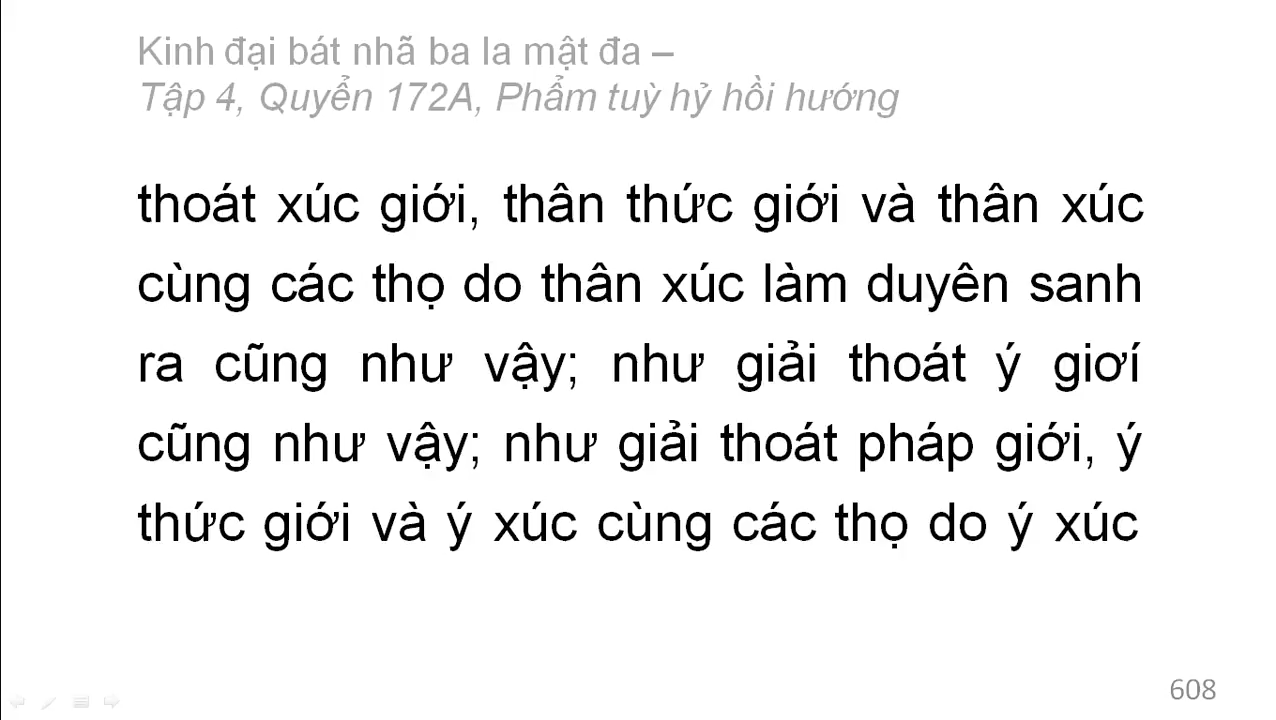 Kinh đại bát nhã ba la mật đa –
Tập 4, Quyển 172A, Phẩm tuỳ hỷ hồi hướng
thoát xúc giới, thân thức giới và thân xúc
cùng các thọ do thân xúc làm duyên sanh
ra cũng như vậy; như giải thoát ý giơí
cũng như vậy; như giải thoát pháp giới, ý
thức giới và ý xúc cùng các thọ do ý xúc
608